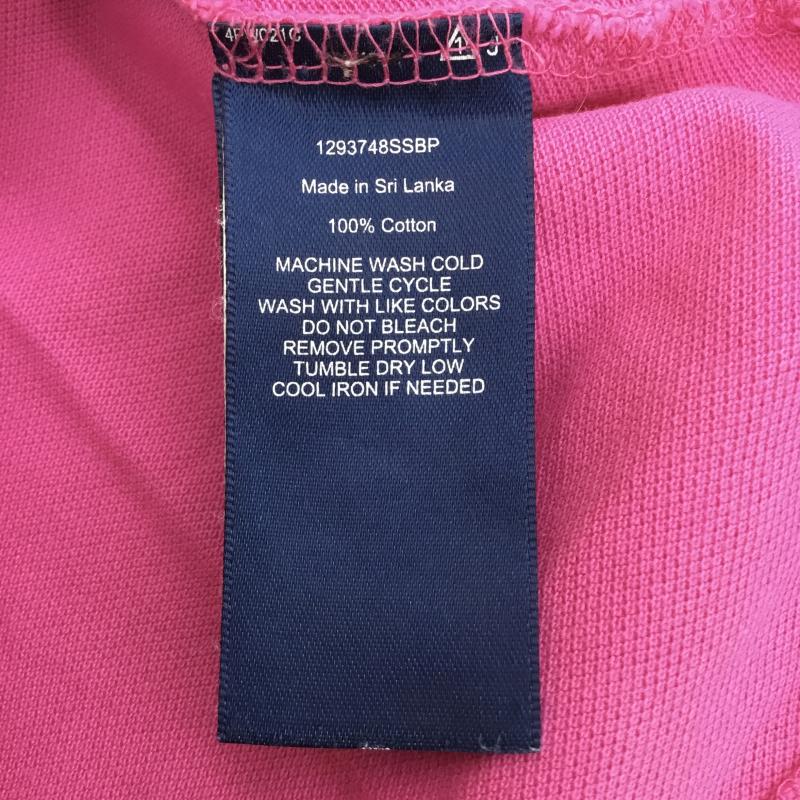 1293748SSBP
Made in Sri Lanka
100% Cotton
MACHINE WASH COLD
GENTLE CYCLE
WASH WITH LIKE COLORS
DO NOT BLEACH
REMOVE PROMPTLY
TUMBLE DRY LOW
COOL IRON IF NEEDED